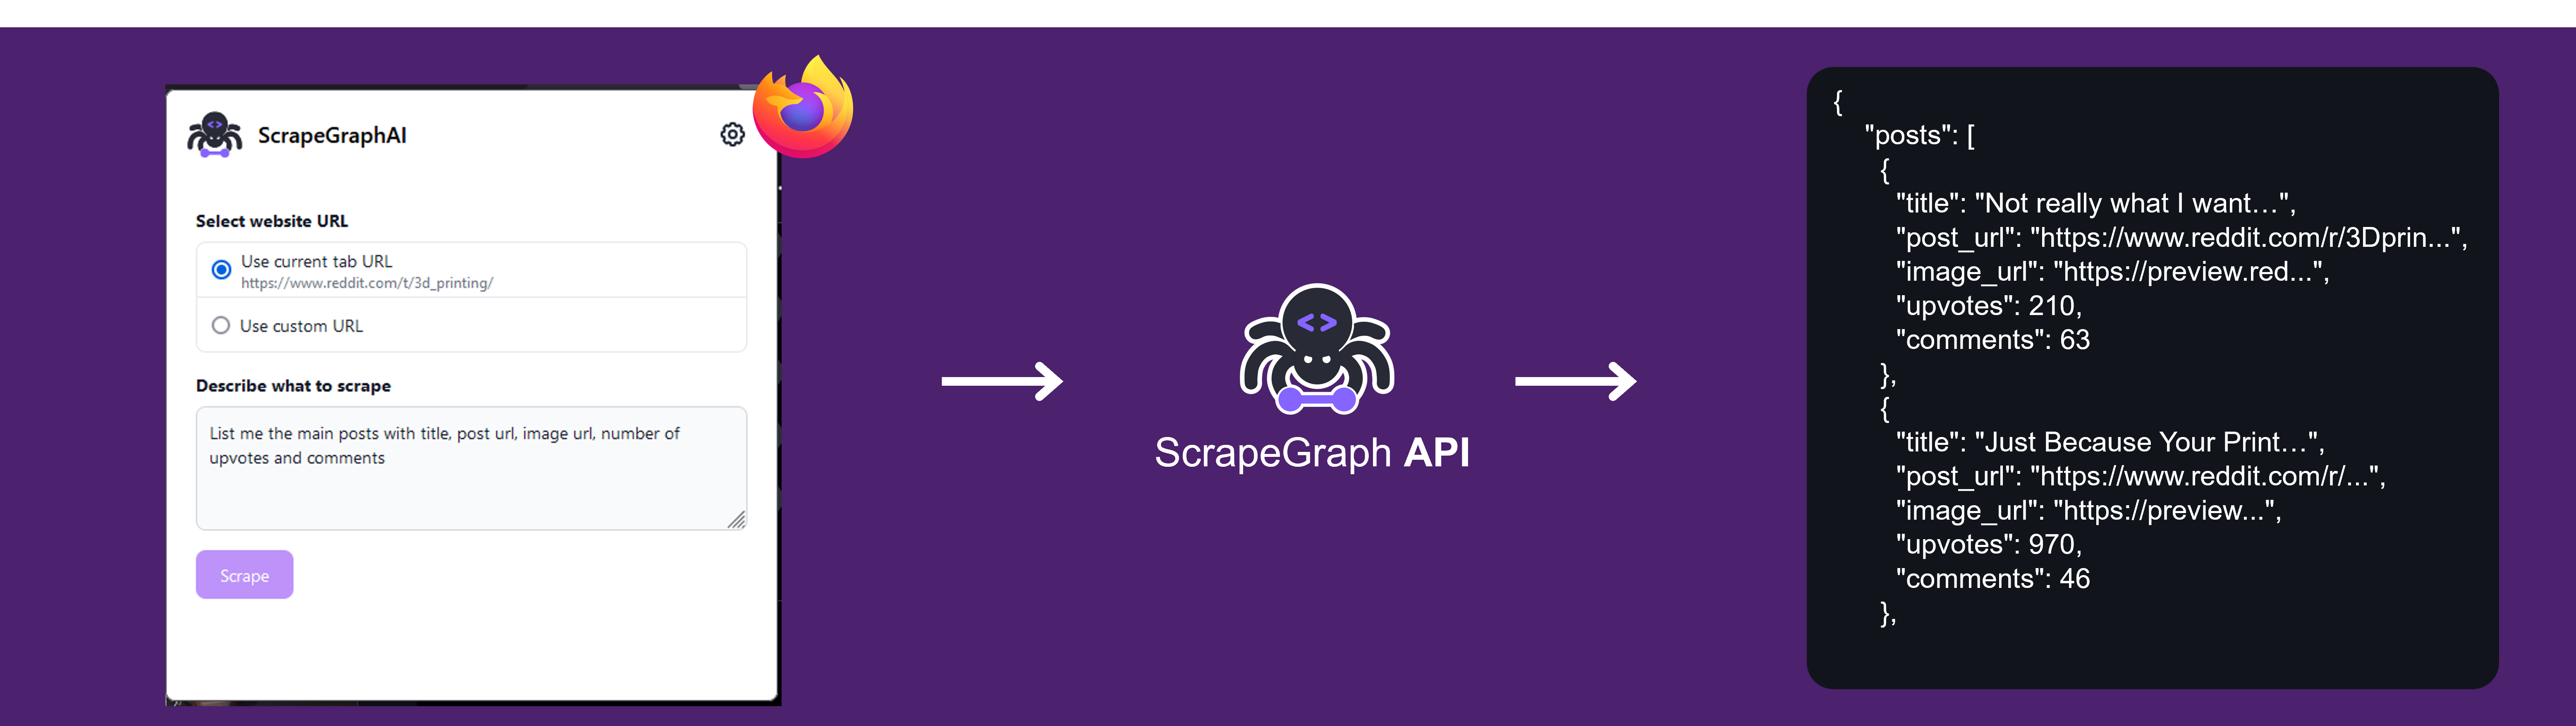 ScrapeGraphAI
Select website URL
Use current tab URL
https://www.reddit.com/t/3d_printing/
Use custom URL
Describe what to scrape
List me the main posts with title, post url, image url, number of
upvotes and comments
Scrape
<>
ScrapeGraph API
{
"posts": [
{
"title": "Not really what I want…",
"post_url": "https://www.reddit.com/r/3Dprin...",
"image_url": "https://preview.red...",
"upvotes": 210,
"comments": 63
},
{
"title": "Just Because Your Print…",
"post_url": "https://www.reddit.com/r/...",
"image_url": "https://preview...",
"upvotes": 970,
"comments": 46
},